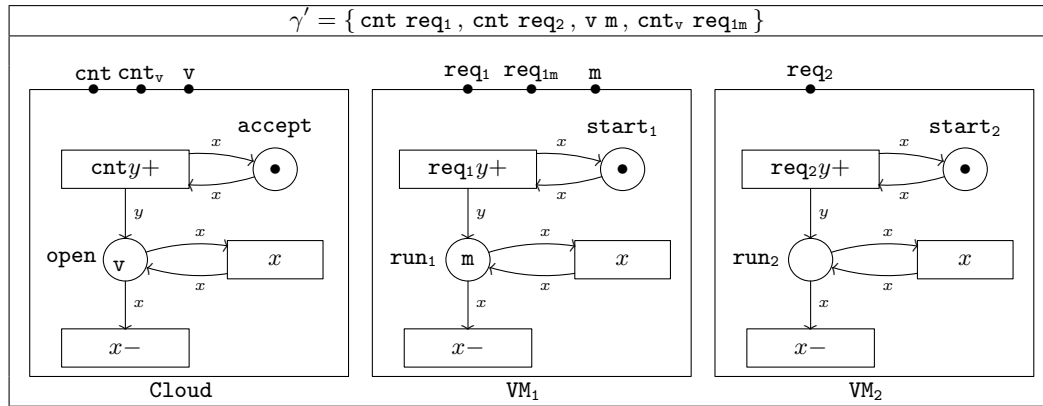 γ′ = { cnt req₁ , cnt req₂ , v m , cntᵥ req₁ₘ }
cnt cntᵥ v req₁ req₁ₘ m req₂
accept start₁ start₂
x x x
cnty+ req₁y+ req₂y+
x x x
y y y
x x x
open v x run₁ m x run₂ x
x x x
x x x
x− x− x−
Cloud VM₁ VM₂